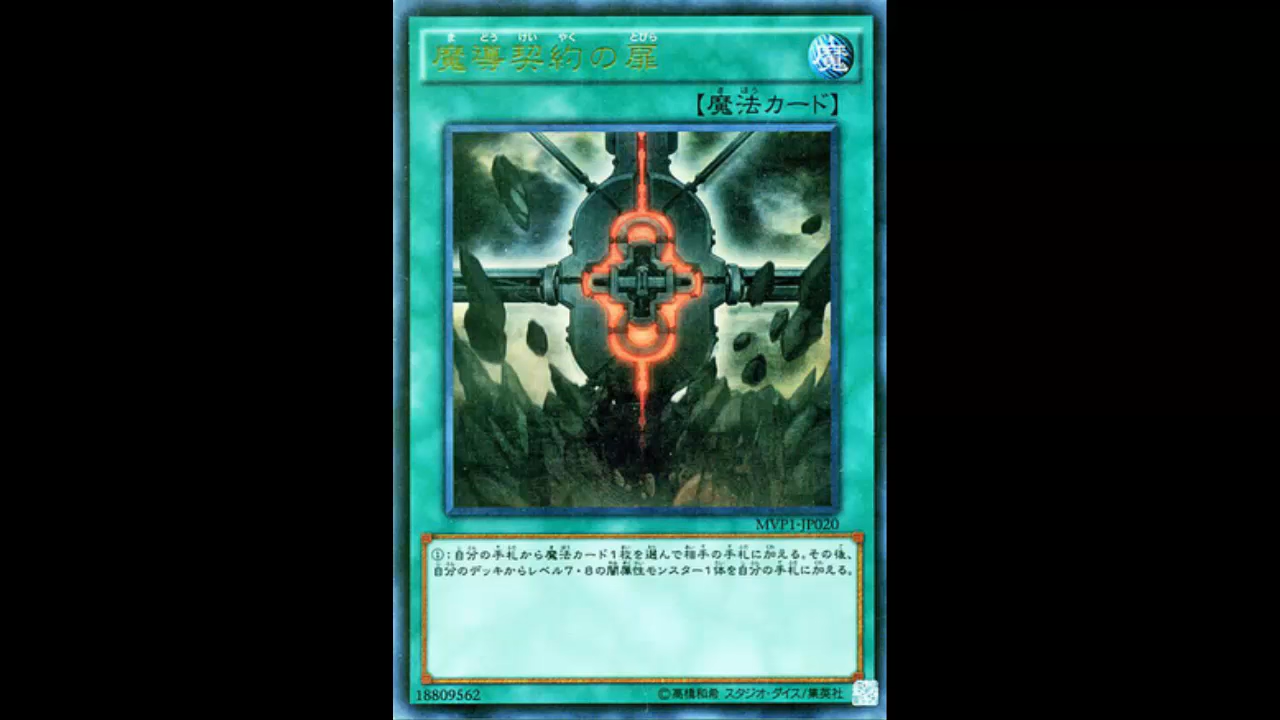 魔導契約の扉
魔
【魔法カード】
MVP1-JP020
①：自分の手札から魔法カード１枚を選んで相手の手札に加える。その後、
自分のデッキからレベル７・８の闇属性モンスター１体を自分の手札に加える。
18809562
©高橋和希 スタジオ・ダイス/集英社